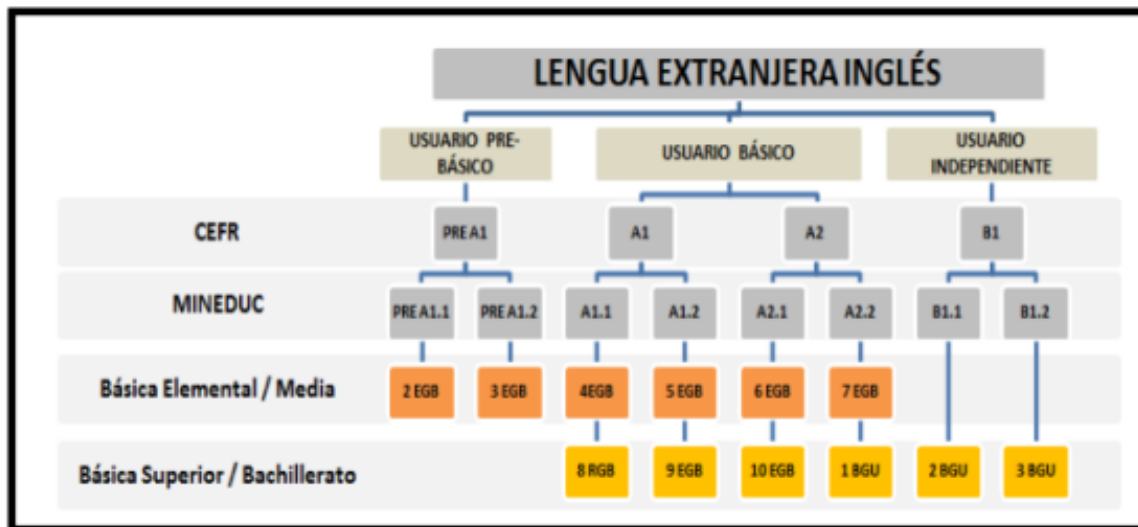 LENGUA EXTRANJERA INGLÉS
USUARIO PRE-
BÁSICO
USUARIO BÁSICO
USUARIO
INDEPENDIENTE
CEFR
PRE A1
A1
A2
B1
MINEDUC
PRE A1.1
PRE A1.2
A1.1
A1.2
A2.1
A2.2
B1.1
B1.2
Básica Elemental / Media
2 EGB
3 EGB
4EGB
5 EGB
6 EGB
7 EGB
Básica Superior / Bachillerato
8 RGB
9 EGB
10 EGB
1 BGU
2 BGU
3 BGU